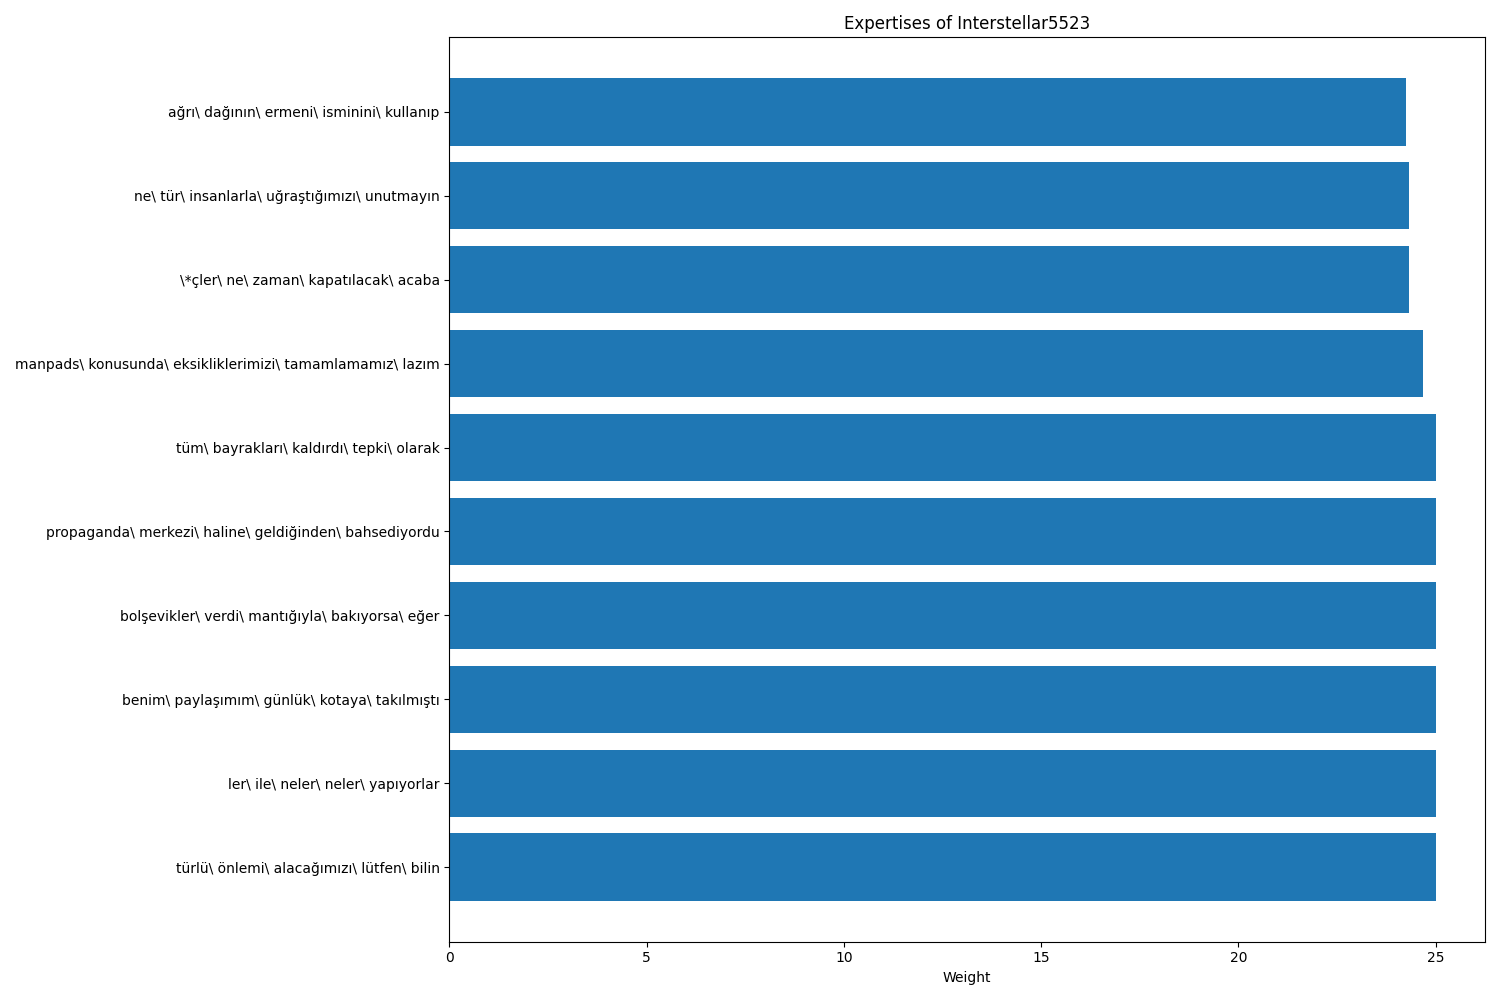 Expertises of Interstellar5523
ağrı\ dağının\ ermeni\ isminini\ kullanıp
ne\ tür\ insanlarla\ uğraştığımızı\ unutmayın
\*çler\ ne\ zaman\ kapatılacak\ acaba
manpads\ konusunda\ eksikliklerimizi\ tamamlamamız\ lazım
tüm\ bayrakları\ kaldırdı\ tepki\ olarak
propaganda\ merkezi\ haline\ geldiğinden\ bahsediyordu
bolşevikler\ verdi\ mantığıyla\ bakıyorsa\ eğer
benim\ paylaşımım\ günlük\ kotaya\ takılmıştı
ler\ ile\ neler\ neler\ yapıyorlar
türlü\ önlemi\ alacağımızı\ lütfen\ bilin
0 5 10 15 20 25
Weight